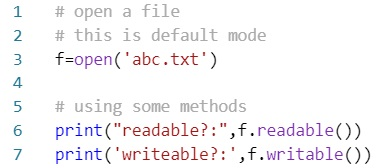 1 # open a file
2 # this is default mode
3 f=open('abc.txt')
4
5 # using some methods
6 print("readable?:",f.readable())
7 print('writeable?:',f.writable())